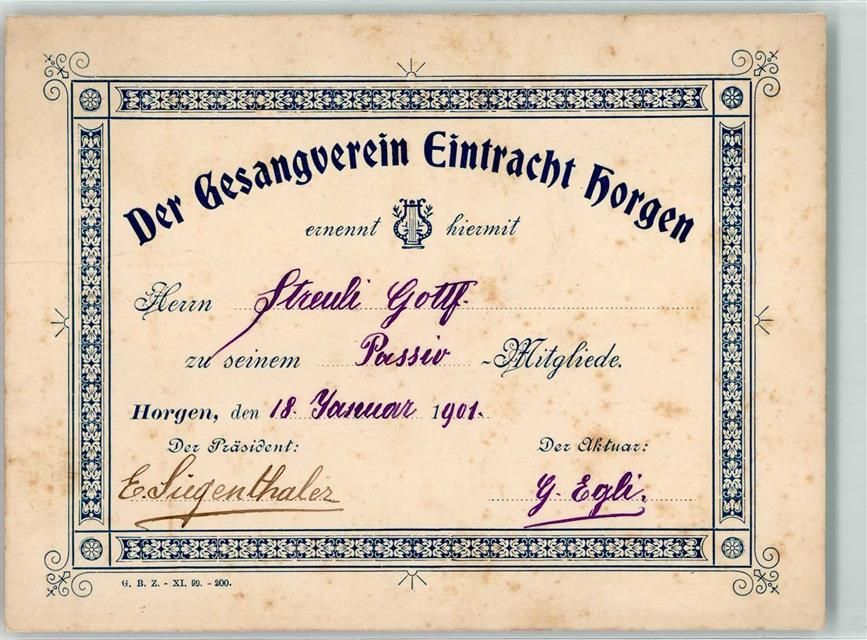 Der Gesangverein Eintracht Horgen
ernennt hiermit
Herrn Streuli Gottf.
zu seinem Passiv -Mitgliede.
Horgen, den 18. Januar 1901.
Der Präsident: Der Aktuar:
E. Siegenthaler G. Egli.
G. B. Z. - XI. 99. - 200.